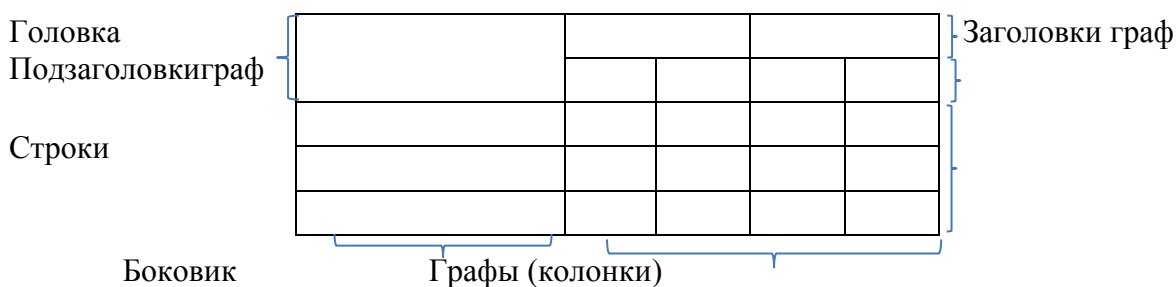 Головка Заголовки граф
Подзаголовкиграф
Строки
Боковик Графы (колонки)